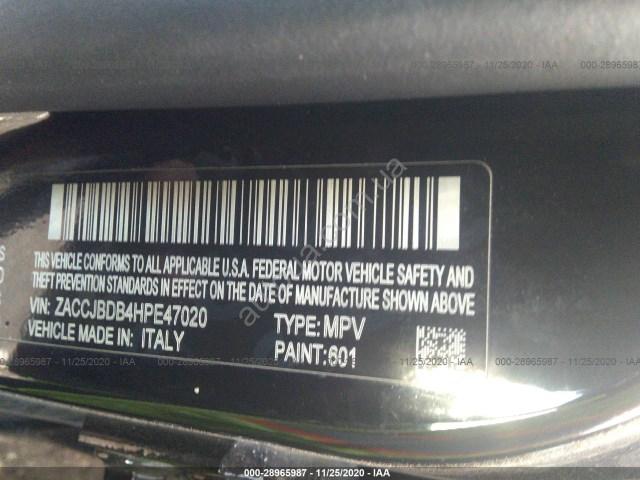 000-28965987 - 11/25/2020 - IAA
THIS VEHICLE CONFORMS TO ALL APPLICABLE U.S.A. FEDERAL MOTOR VEHICLE SAFETY AND
THEFT PREVENTION STANDARDS IN EFFECT ON THE DATE OF MANUFACTURE SHOWN ABOVE
VIN: ZACCJBDB4HPE47020
TYPE: MPV
VEHICLE MADE IN: ITALY
PAINT:601
000-28965987 - 11/25/2020 - IAA
000-28965987 - 11/25/2020 - IAA